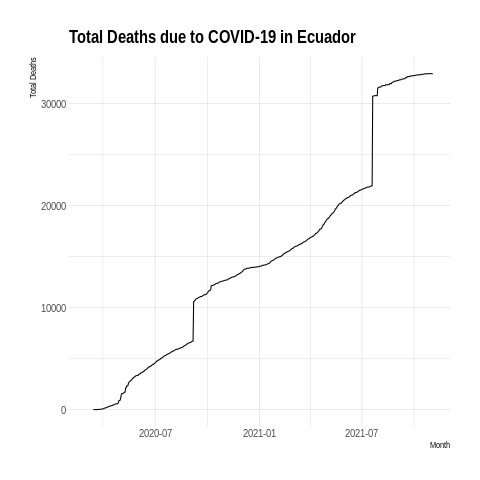 Total Deaths due to COVID-19 in Ecuador
Total Deaths
30000
20000
10000
0
2020-07 2021-01 2021-07
Month